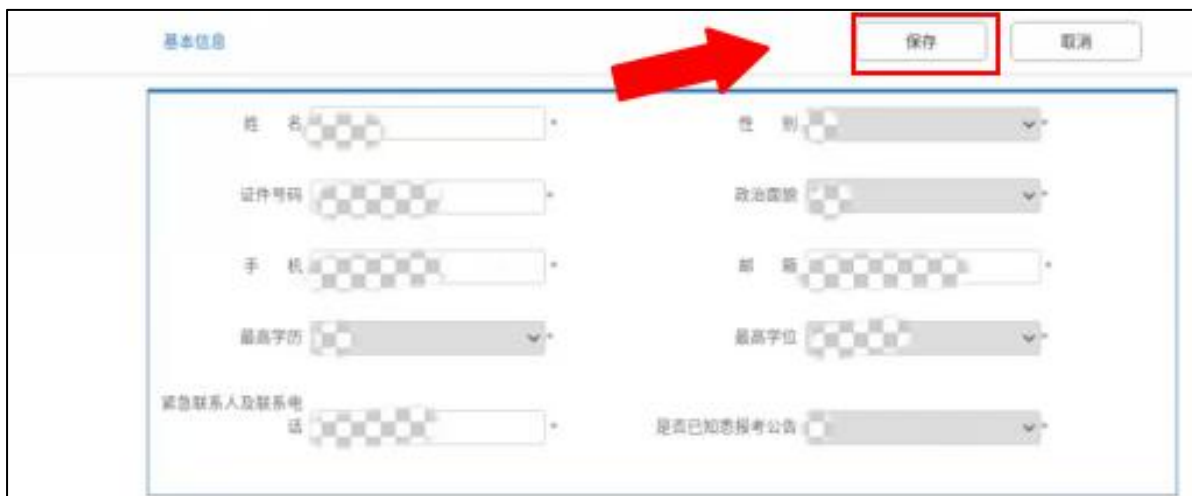 基本信息 保存 取消
姓 名 * 性 别 *
证件号码 * 政治面貌 *
手 机 * 邮 箱 *
最高学历 * 最高学位 *
紧急联系人及联系电
话 * 是否已知悉报考公告 *